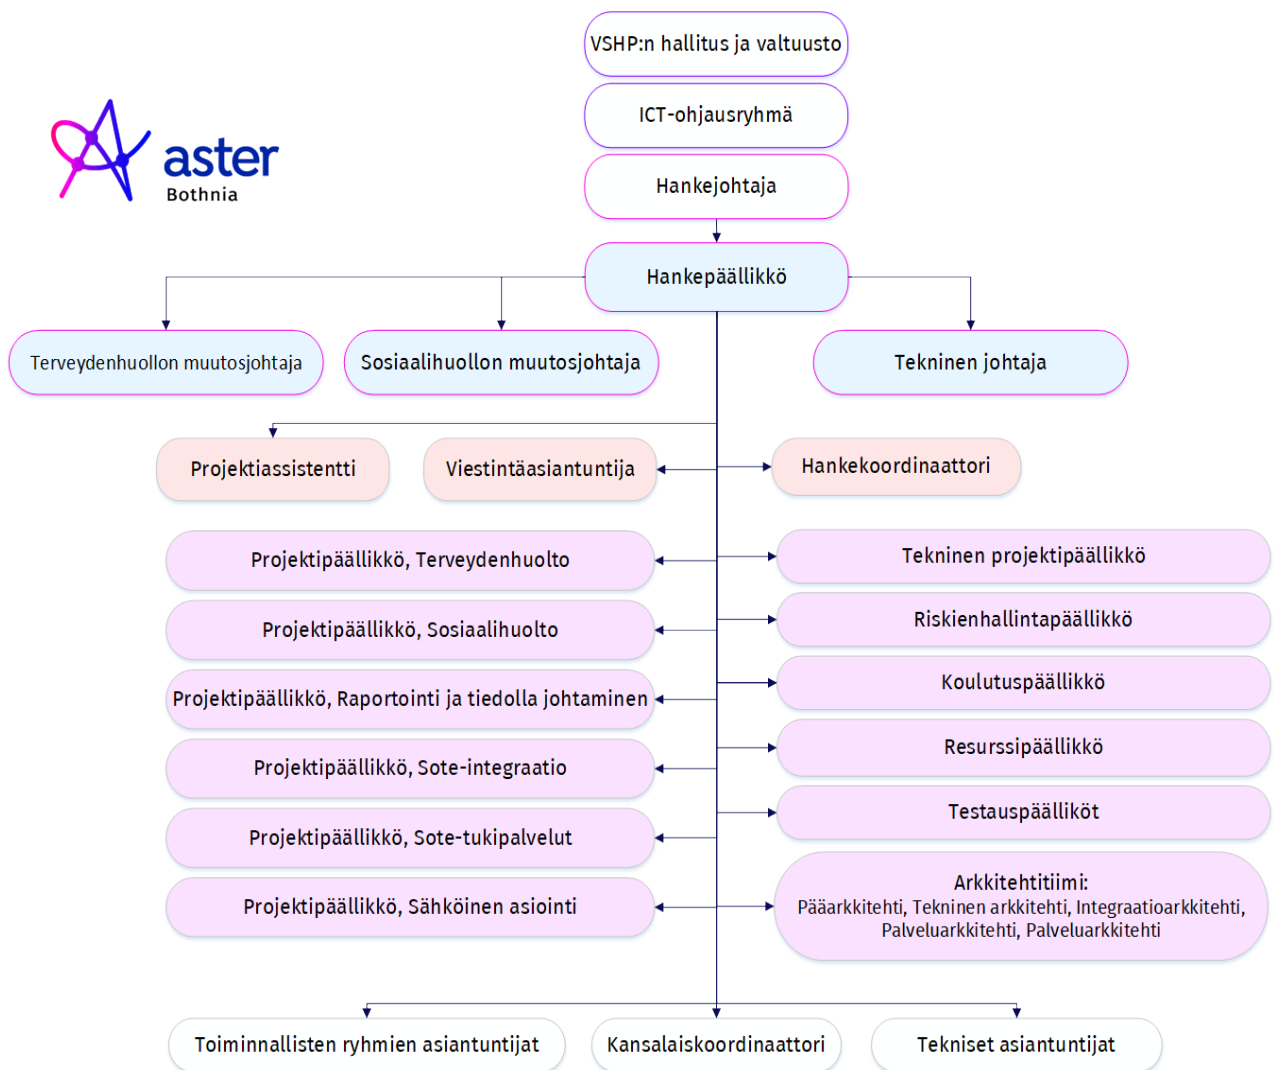 VSHP:n hallitus ja valtuusto
ICT-ohjausryhmä
aster
Bothnia
Hankejohtaja
Hankepäällikkö
Terveydenhuollon muutosjohtaja
Sosiaalihuollon muutosjohtaja
Tekninen johtaja
Projektiassistentti
Viestintäasiantuntija
Hankekoordinaattori
Projektipäällikkö, Terveydenhuolto
Projektipäällikkö, Sosiaalihuolto
Projektipäällikkö, Raportointi ja tiedolla johtaminen
Projektipäällikkö, Sote-integraatio
Projektipäällikkö, Sote-tukipalvelut
Projektipäällikkö, Sähköinen asiointi
Tekninen projektipäällikkö
Riskienhallintapäällikkö
Koulutuspäällikkö
Resurssipäällikkö
Testauspäälliköt
Arkkitehtitiimi:
Pääarkkitehti, Tekninen arkkitehti, Integraatioarkkitehti,
Palveluarkkitehti, Palveluarkkitehti
Toiminnallisten ryhmien asiantuntijat
Kansalaiskoordinaattori
Tekniset asiantuntijat